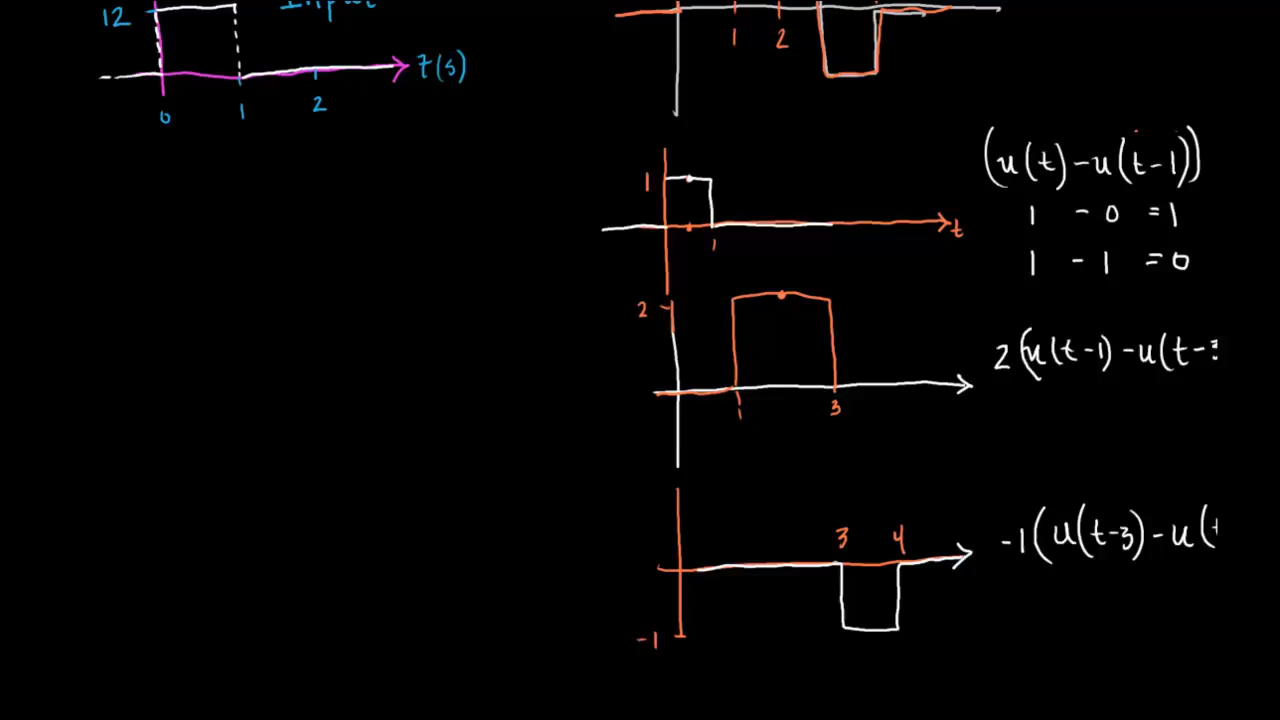 12
t(s)
0 1 2
1 2
(u(t)-u(t-1))
1 - 0 = 1
1 - 1 = 0
1
1
t
2
1
3
2(u(t-1)-u(t-
3 4
-1(u(t-3)-u(
-1